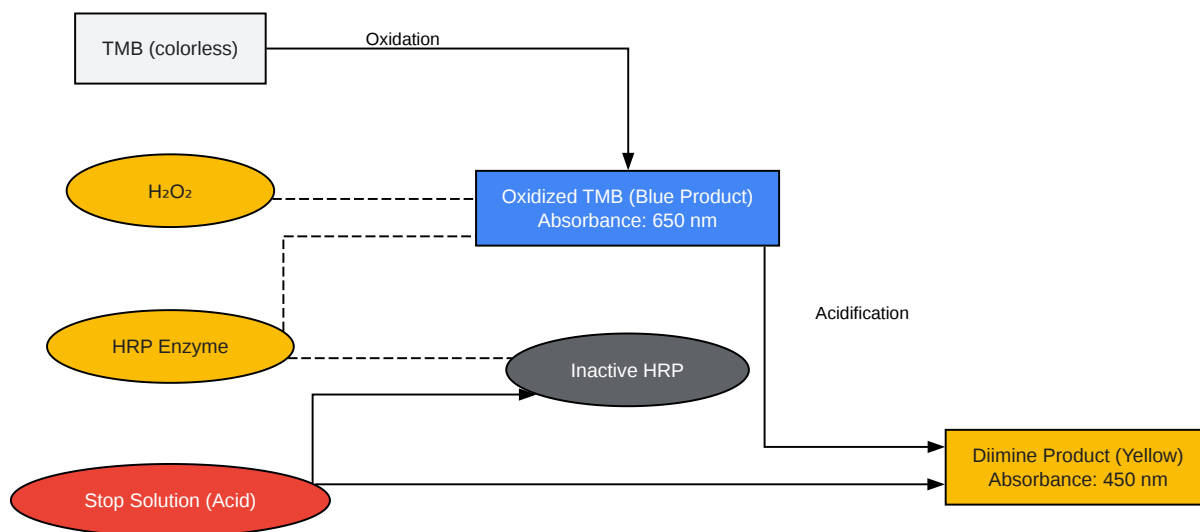 TMB (colorless)
Oxidation
H₂O₂
Oxidized TMB (Blue Product)
Absorbance: 650 nm
Acidification
HRP Enzyme
Inactive HRP
Diimine Product (Yellow)
Absorbance: 450 nm
Stop Solution (Acid)